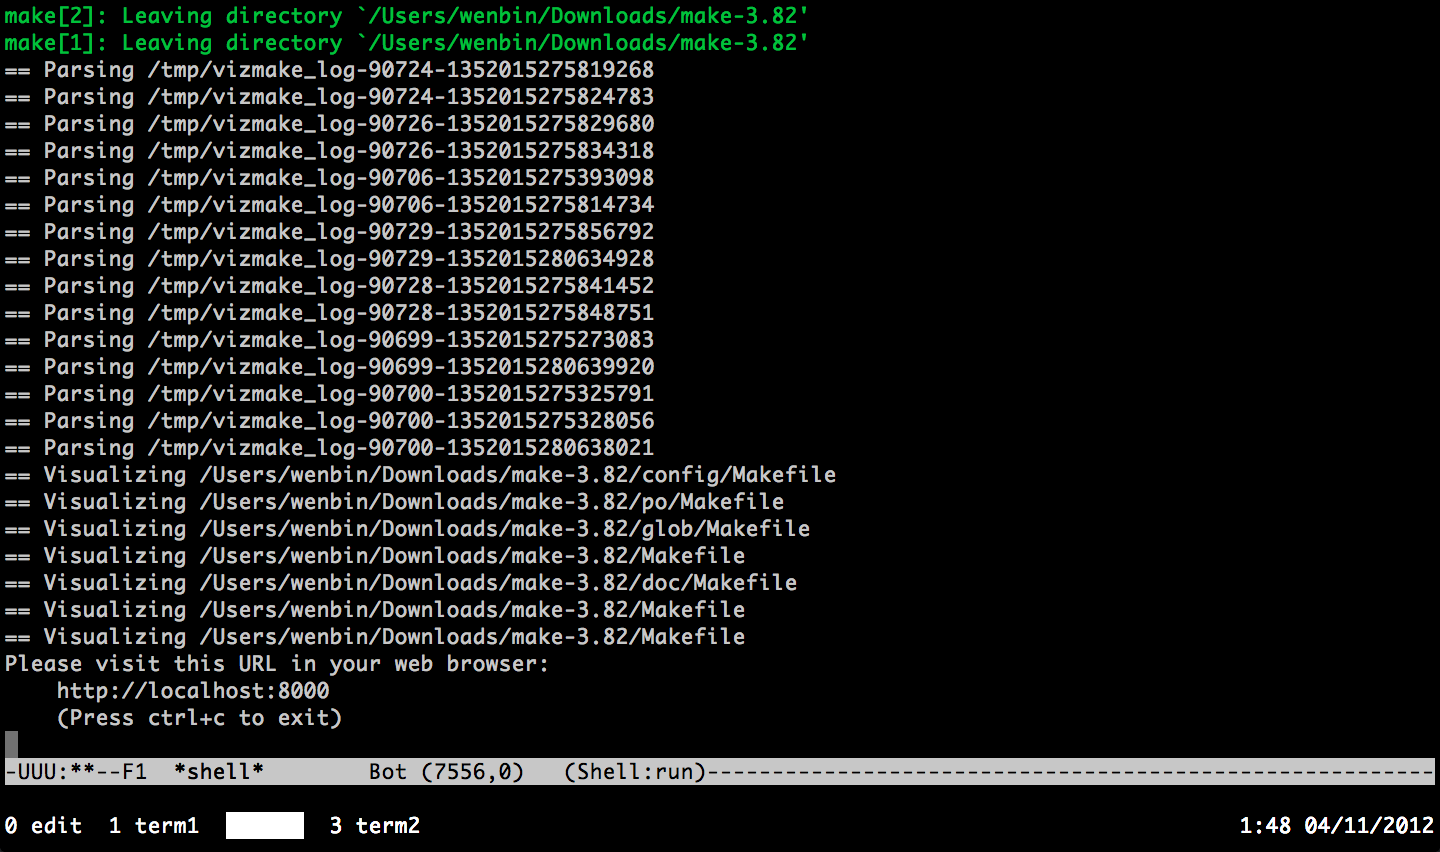 make[2]: Leaving directory `/Users/wenbin/Downloads/make-3.82'
make[1]: Leaving directory `/Users/wenbin/Downloads/make-3.82'
== Parsing /tmp/vizmake_log-90724-1352015275819268
== Parsing /tmp/vizmake_log-90724-1352015275824783
== Parsing /tmp/vizmake_log-90726-1352015275829680
== Parsing /tmp/vizmake_log-90726-1352015275834318
== Parsing /tmp/vizmake_log-90706-1352015275393098
== Parsing /tmp/vizmake_log-90706-1352015275814734
== Parsing /tmp/vizmake_log-90729-1352015275856792
== Parsing /tmp/vizmake_log-90729-1352015280634928
== Parsing /tmp/vizmake_log-90728-1352015275841452
== Parsing /tmp/vizmake_log-90728-1352015275848751
== Parsing /tmp/vizmake_log-90699-1352015275273083
== Parsing /tmp/vizmake_log-90699-1352015280639920
== Parsing /tmp/vizmake_log-90700-1352015275325791
== Parsing /tmp/vizmake_log-90700-1352015275328056
== Parsing /tmp/vizmake_log-90700-1352015280638021
== Visualizing /Users/wenbin/Downloads/make-3.82/config/Makefile
== Visualizing /Users/wenbin/Downloads/make-3.82/po/Makefile
== Visualizing /Users/wenbin/Downloads/make-3.82/glob/Makefile
== Visualizing /Users/wenbin/Downloads/make-3.82/Makefile
== Visualizing /Users/wenbin/Downloads/make-3.82/doc/Makefile
== Visualizing /Users/wenbin/Downloads/make-3.82/Makefile
== Visualizing /Users/wenbin/Downloads/make-3.82/Makefile
Please visit this URL in your web browser:
    http://localhost:8000
    (Press ctrl+c to exit)
-UUU:**--F1  *shell*        Bot (7556,0)   (Shell:run)--------------------------------------------------------
0 edit  1 term1  3 term2  1:48 04/11/2012